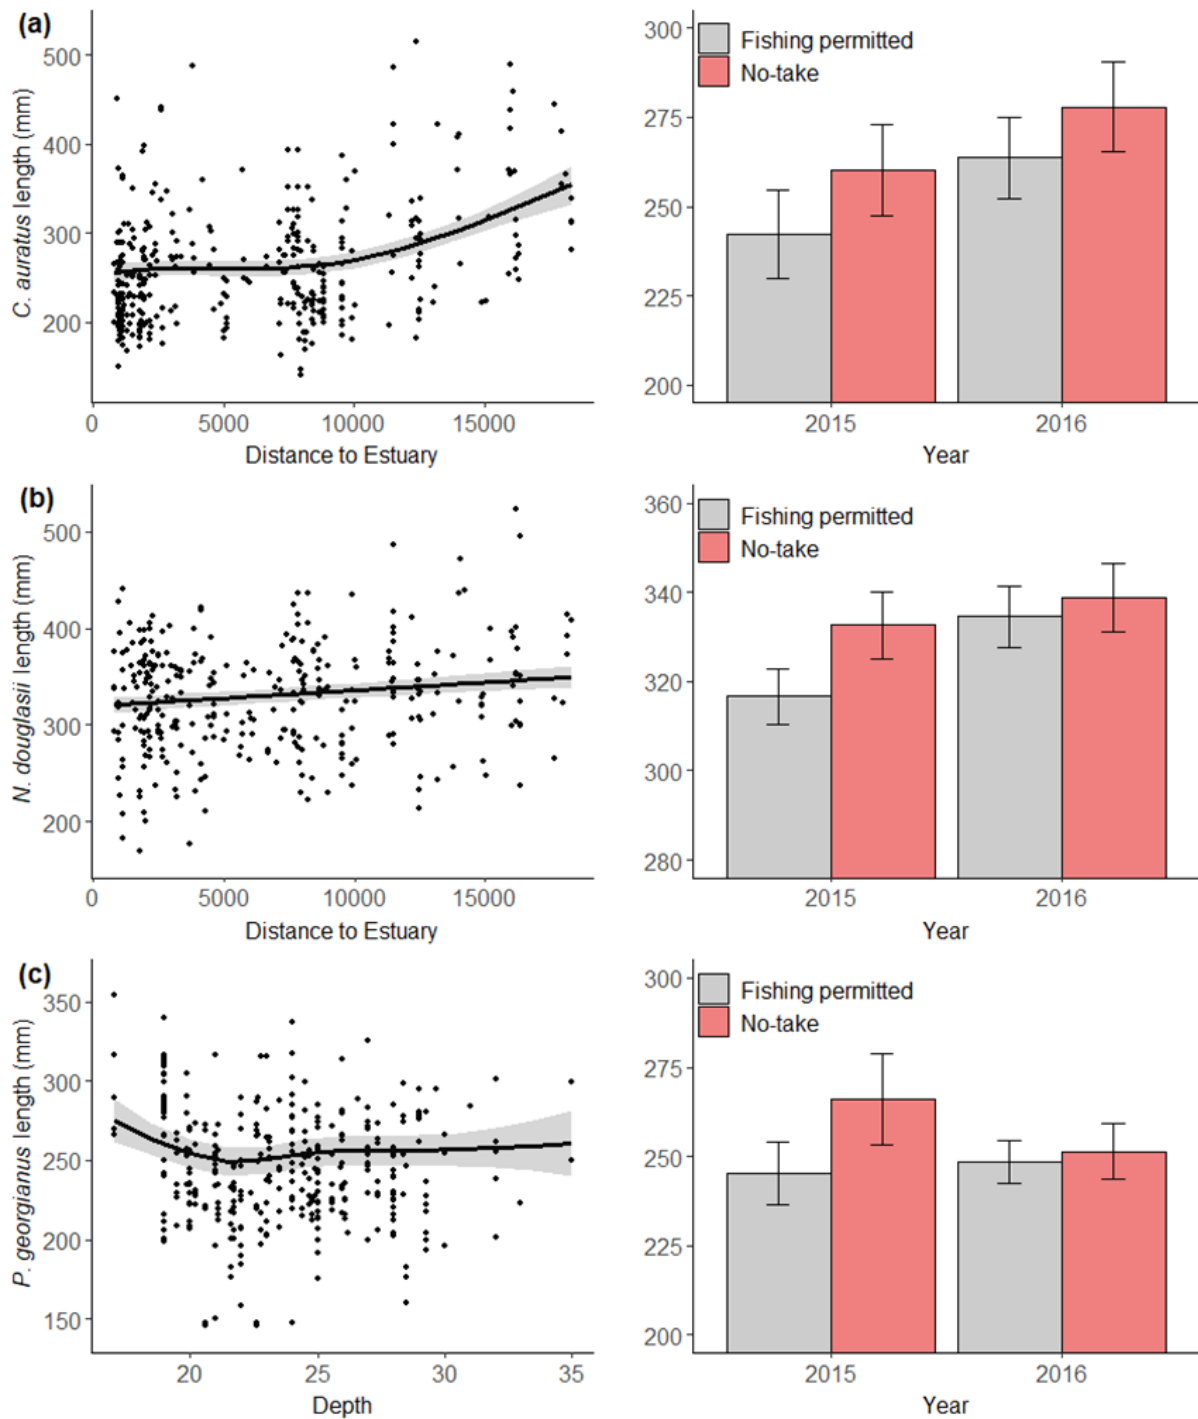 (a)
C. auratus length (mm)
500
400
300
200
0 5000 10000 15000
Distance to Estuary
Fishing permitted
No-take
300
275
250
225
200
2015 2016
Year
(b)
N. douglasii length (mm)
500
400
300
200
0 5000 10000 15000
Distance to Estuary
Fishing permitted
No-take
360
340
320
300
280
2015 2016
Year
(c)
P. georgianus length (mm)
350
300
250
200
150
20 25 30 35
Depth
Fishing permitted
No-take
300
275
250
225
200
2015 2016
Year